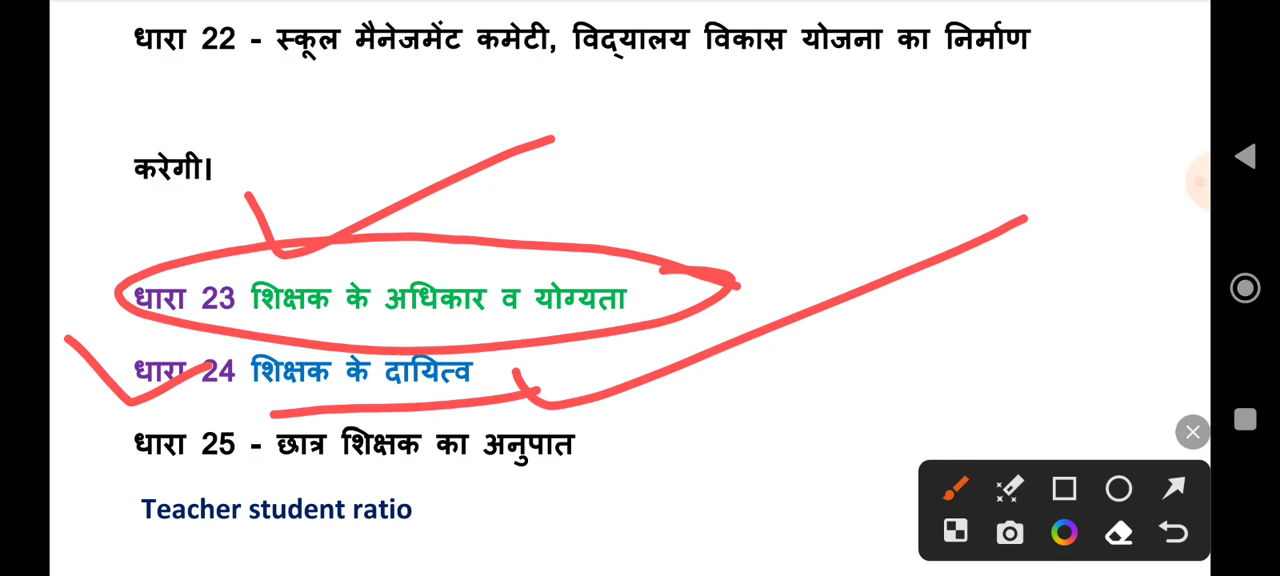 धारा 22 - स्कूल मैनेजमेंट कमेटी, विद्यालय विकास योजना का निर्माण
करेगी।
धारा 23 शिक्षक के अधिकार व योग्यता
धारा 24 शिक्षक के दायित्व
धारा 25 - छात्र शिक्षक का अनुपात
Teacher student ratio